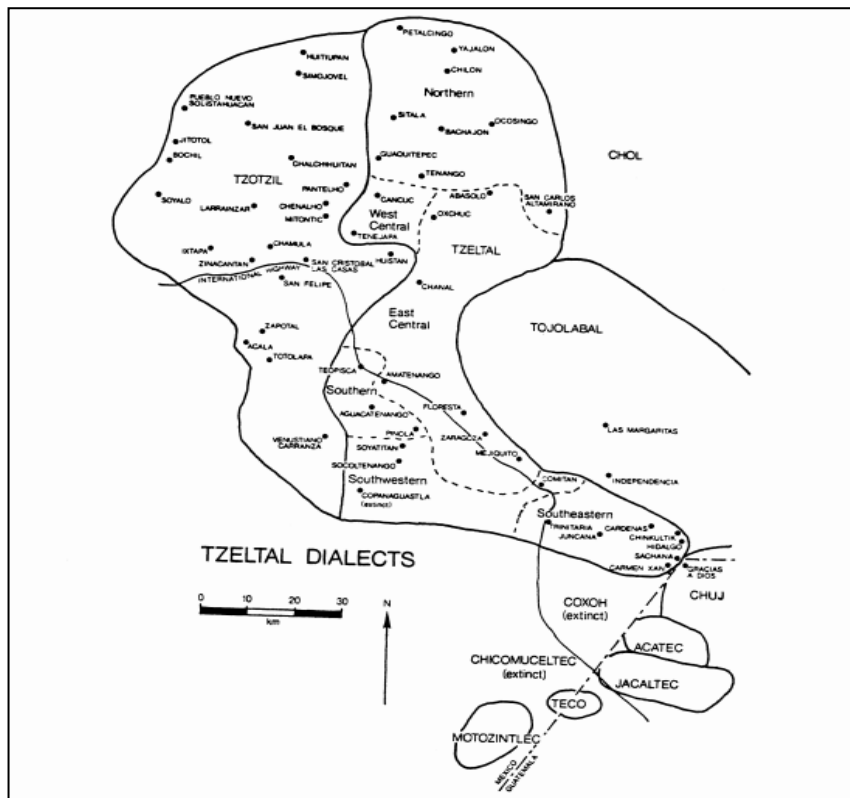 PETALCINGO
HUITIUPAN
YAJALON
SIMOJOVEL
CHILON
Northern
PUEBLO NUEVO
SOLISTAHUACAN
SITALA
OCOSINGO
SAN JUAN EL BOSQUE
BACHAJON
JITOTOL
CHOL
BOCHIL
CHALCHIHUITAN
GUAQUITEPEC
TENANGO
TZOTZIL
PANTELHO
CANCUC
ABASOLO
SAN CARLOS
ALTAMIRANO
SOYALO
LARRAINZAR
CHENALHO
MITONTIC
West
Central
OXCHUC
TENEJAPA
TZELTAL
IXTAPA
CHAMULA
ZINACANTAN
SAN CRISTOBAL
LAS CASAS
HUISTAN
INTERNATIONAL HIGHWAY
SAN FELIPE
CHANAL
East
Central
TOJOLABAL
ZAPOTAL
ACALA
TOTOLAPA
TEOPISCA
AMATENANGO
Southern
AGUACATENANGO
FLORESTA
LAS MARGARITAS
PINOLA
ZARAGOZA
VENUSTIANO
CARRANZA
SOYATITAN
MEJIQUITO
SOCOLTENANGO
COMITAN
INDEPENDENCIA
Southwestern
COPANAGUASTLA
(extinct)
Southeastern
TRINITARIA
JUNCANA
CARDENAS
CHINKULTIK
HIDALGO
SACHANA
CARMEN XAN
GRACIAS
A DIOS
TZELTAL DIALECTS
CHUJ
0 10 20 30
km
N
COXOH
(extinct)
ACATEC
CHICOMUCELTEC
(extinct)
JACALTEC
TECO
MOTOZINTLEC
MEXICO
GUATEMALA